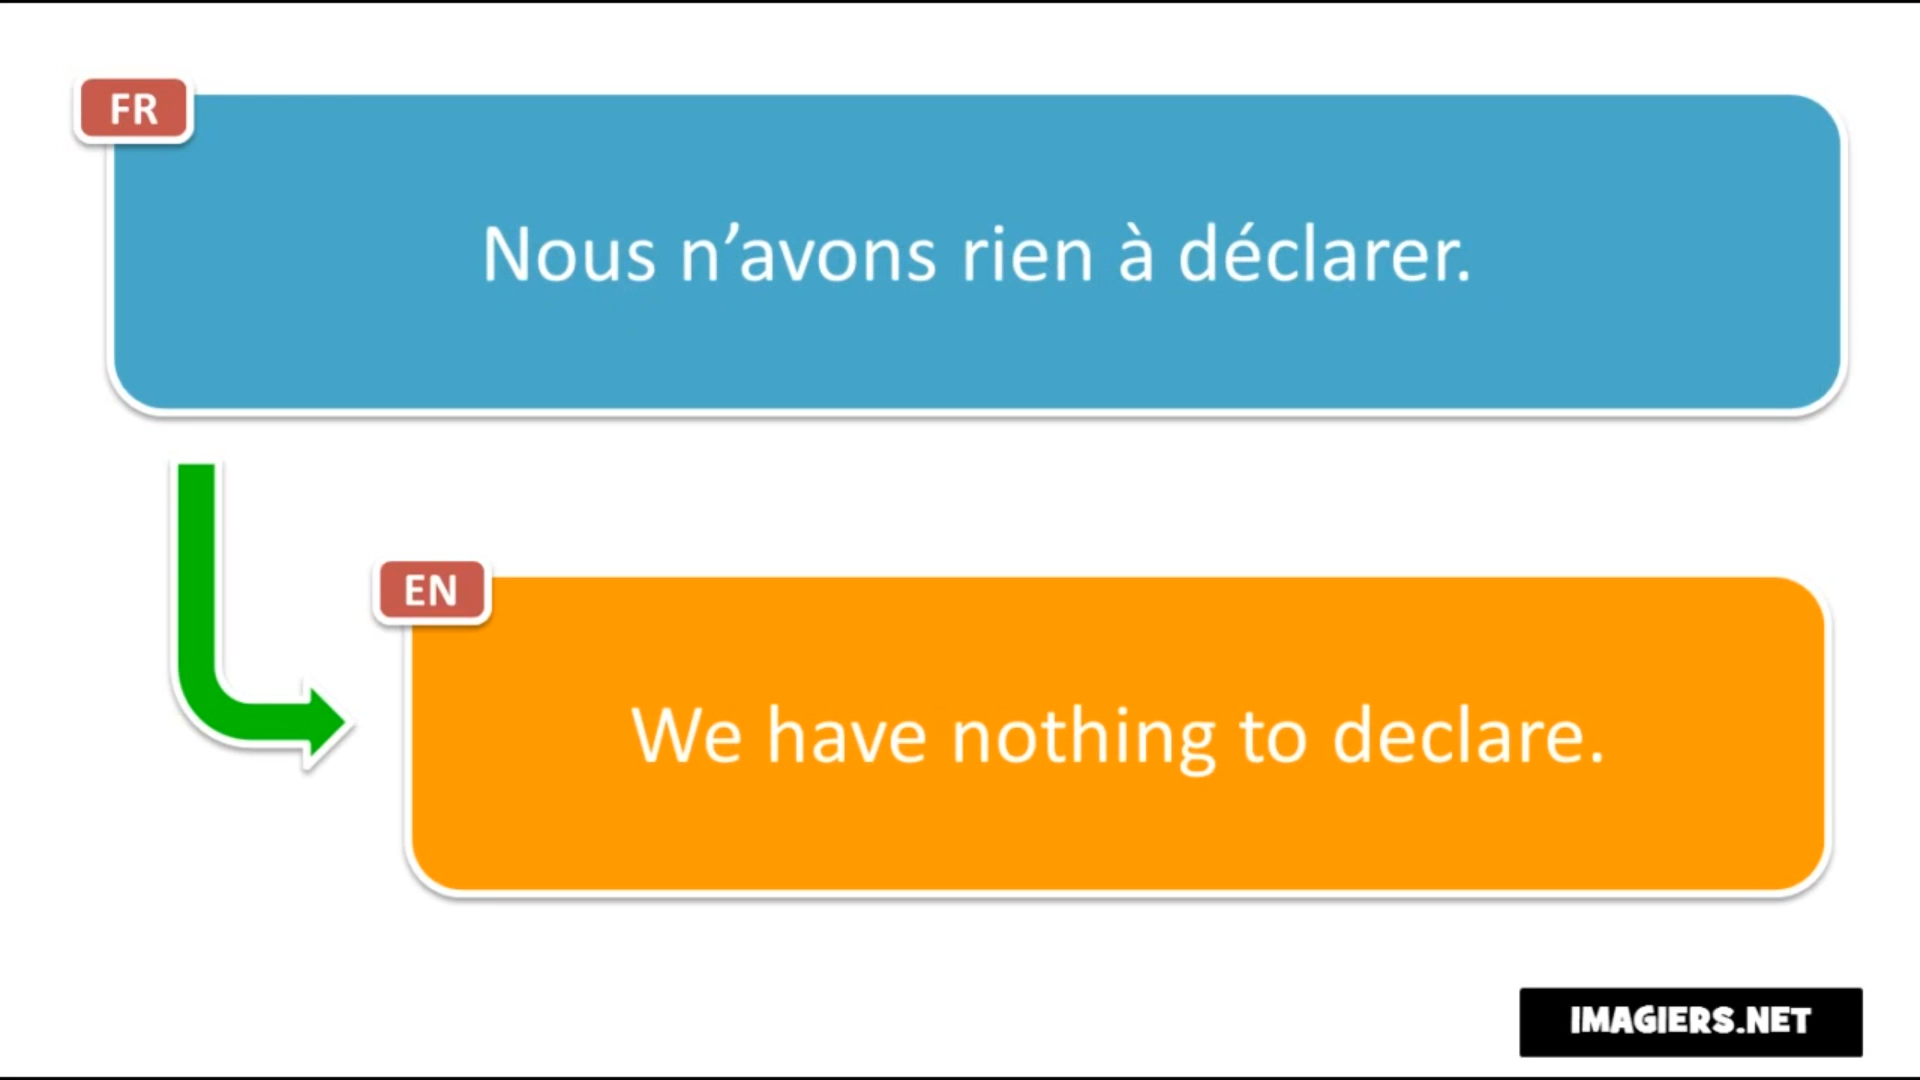 FR
Nous n’avons rien à déclarer.
EN
We have nothing to declare.
IMAGIERS.NET